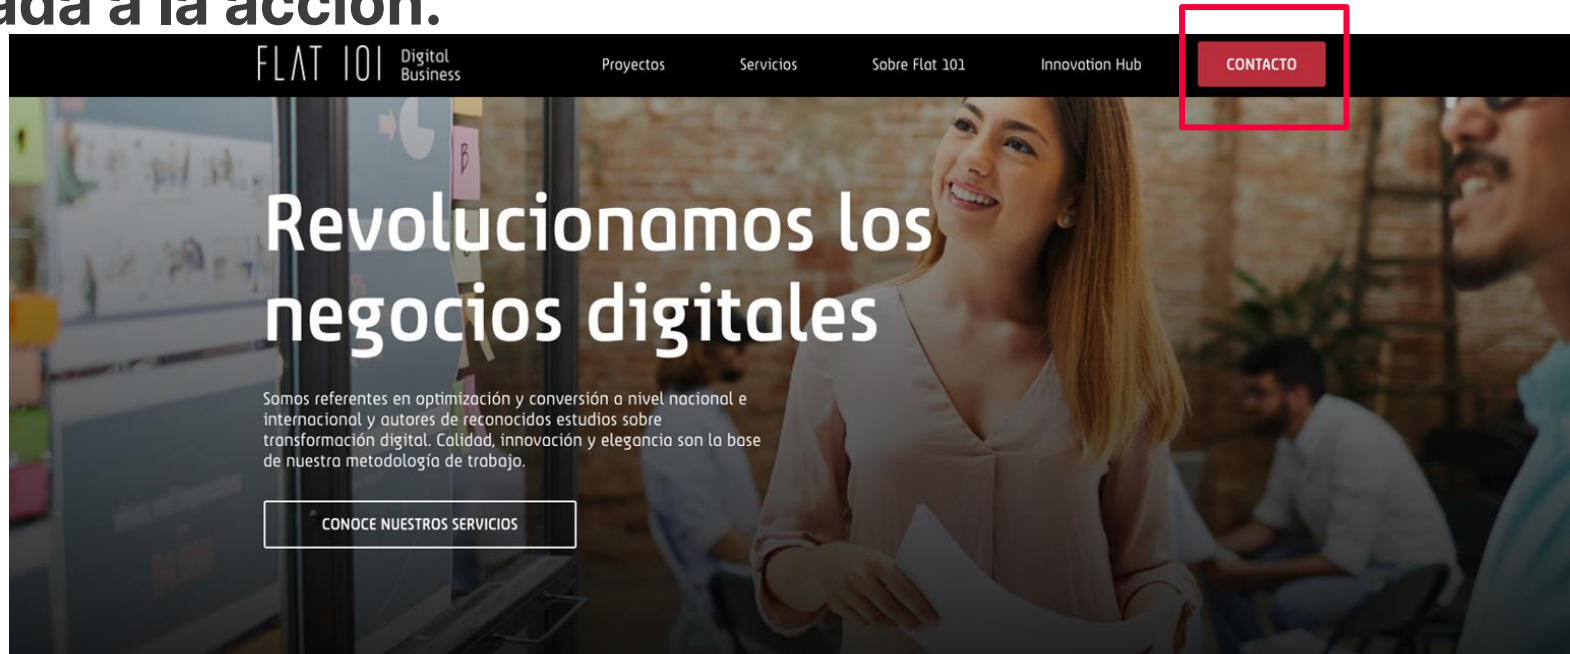 ada a la acción.
FLAT 101 Digital Business
Proyectos
Servicios
Sobre Flat 101
Innovation Hub
CONTACTO
B
Revolucionamos los
negocios digitales
Somos referentes en optimización y conversión a nivel nacional e
internacional y autores de reconocidos estudios sobre
transformación digital. Calidad, innovación y elegancia son la base
de nuestra metodología de trabajo.
CONOCE NUESTROS SERVICIOS